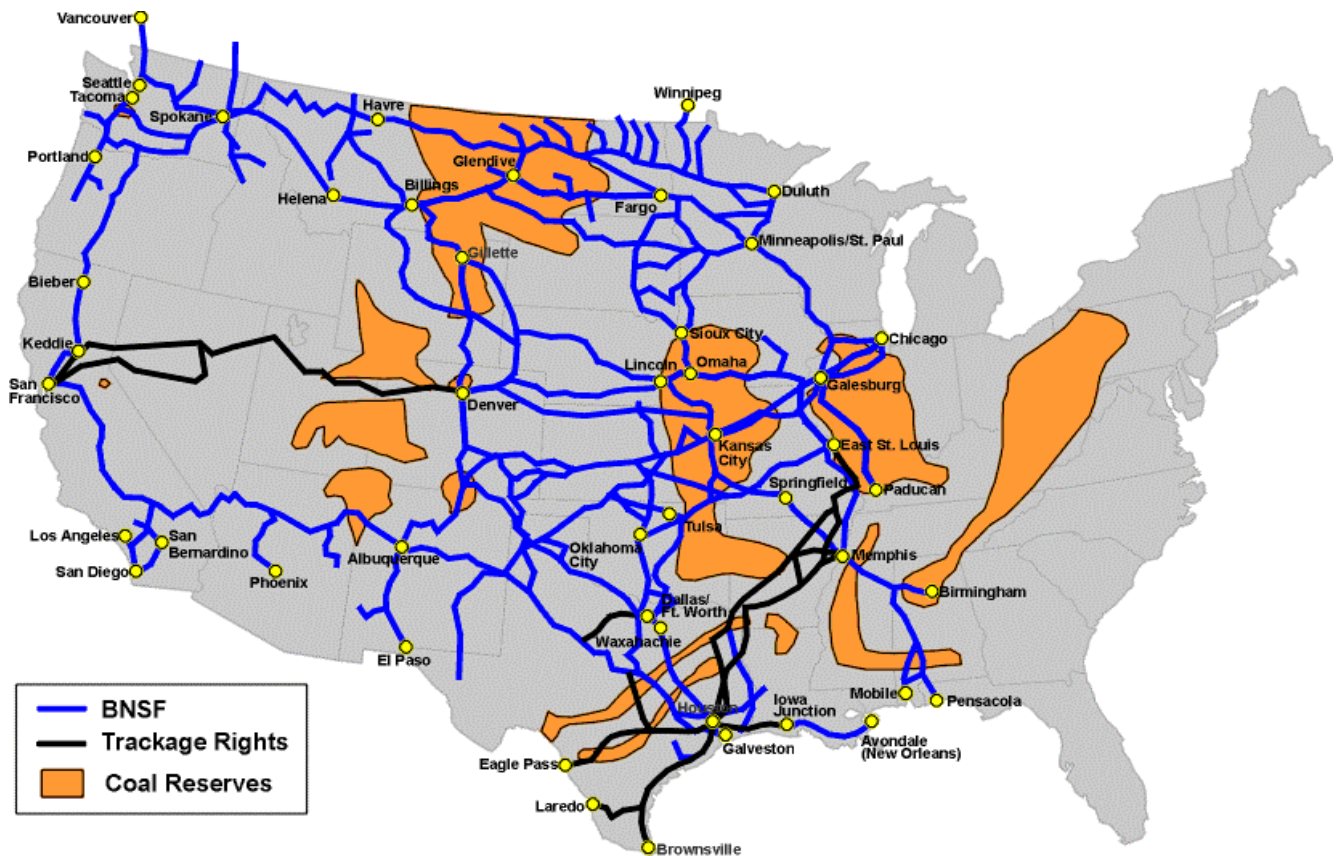 Vancouver
Seattle
Tacoma
Spokane
Havre
Winnipeg
Portland
Glendive
Billings
Helena
Fargo
Duluth
Minneapolis/St. Paul
Gillette
Bieber
Keddie
Sioux City
Chicago
San
Francisco
Lincoln
Omaha
Galesburg
Denver
Kansas
City
East St. Louis
Springfield
Paducan
Los Angeles
San
Bernardino
San Diego
Phoenix
Albuquerque
Oklahoma
City
Tulsa
Memphis
Birmingham
Dallas/
Ft. Worth
Waxahachie
El Paso
Mobile
Pensacola
Houston
Iowa
Junction
Galveston
Avondale
(New Orleans)
Eagle Pass
Laredo
Brownsville
BNSF
Trackage Rights
Coal Reserves